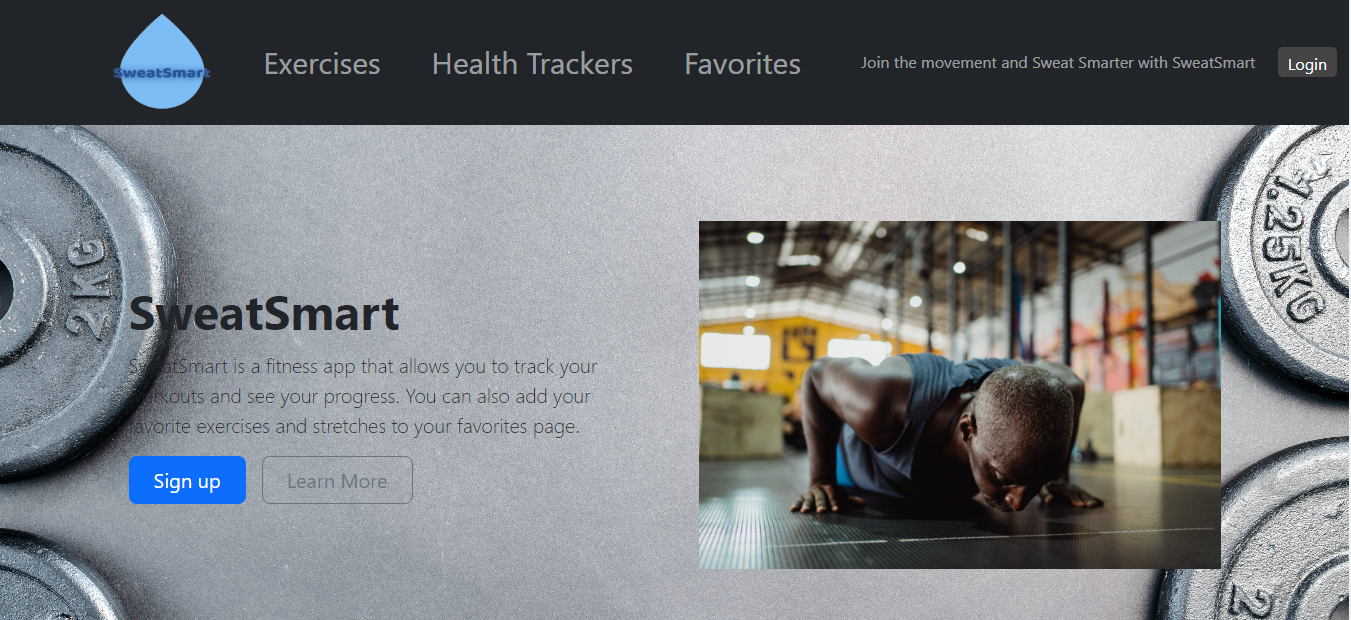 SweatSmart
Exercises
Health Trackers
Favorites
Join the movement and Sweat Smarter with SweatSmart
Login
2KG
1.25KG
SweatSmart
SweatSmart is a fitness app that allows you to track your
workouts and see your progress. You can also add your
favorite exercises and stretches to your favorites page.
Sign up
Learn More
2